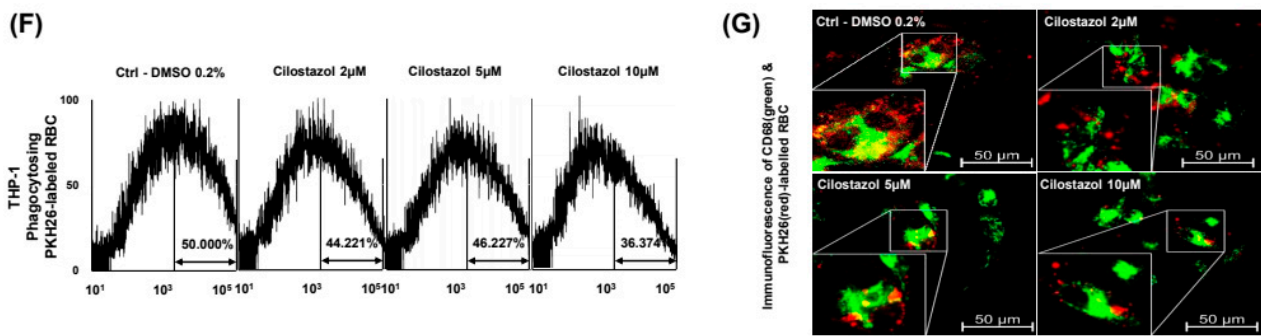 (F)
Ctrl - DMSO 0.2%
Cilostazol 2μM
Cilostazol 5μM
Cilostazol 10μM
THP-1
Phagocytosing
PKH26-labeled RBC
100
50
0
50.000%
44.221%
46.227%
36.374%
10¹ 10³ 10⁵ 10¹ 10³ 10⁵ 10¹ 10³ 10⁵ 10¹ 10³ 10⁵
(G)
Immunofluorescence of CD68(green) &
PKH26(red)-labelled RBC
Ctrl - DMSO 0.2%
50 μm
Cilostazol 2μM
50 μm
Cilostazol 5μM
50 μm
Cilostazol 10μM
50 μm